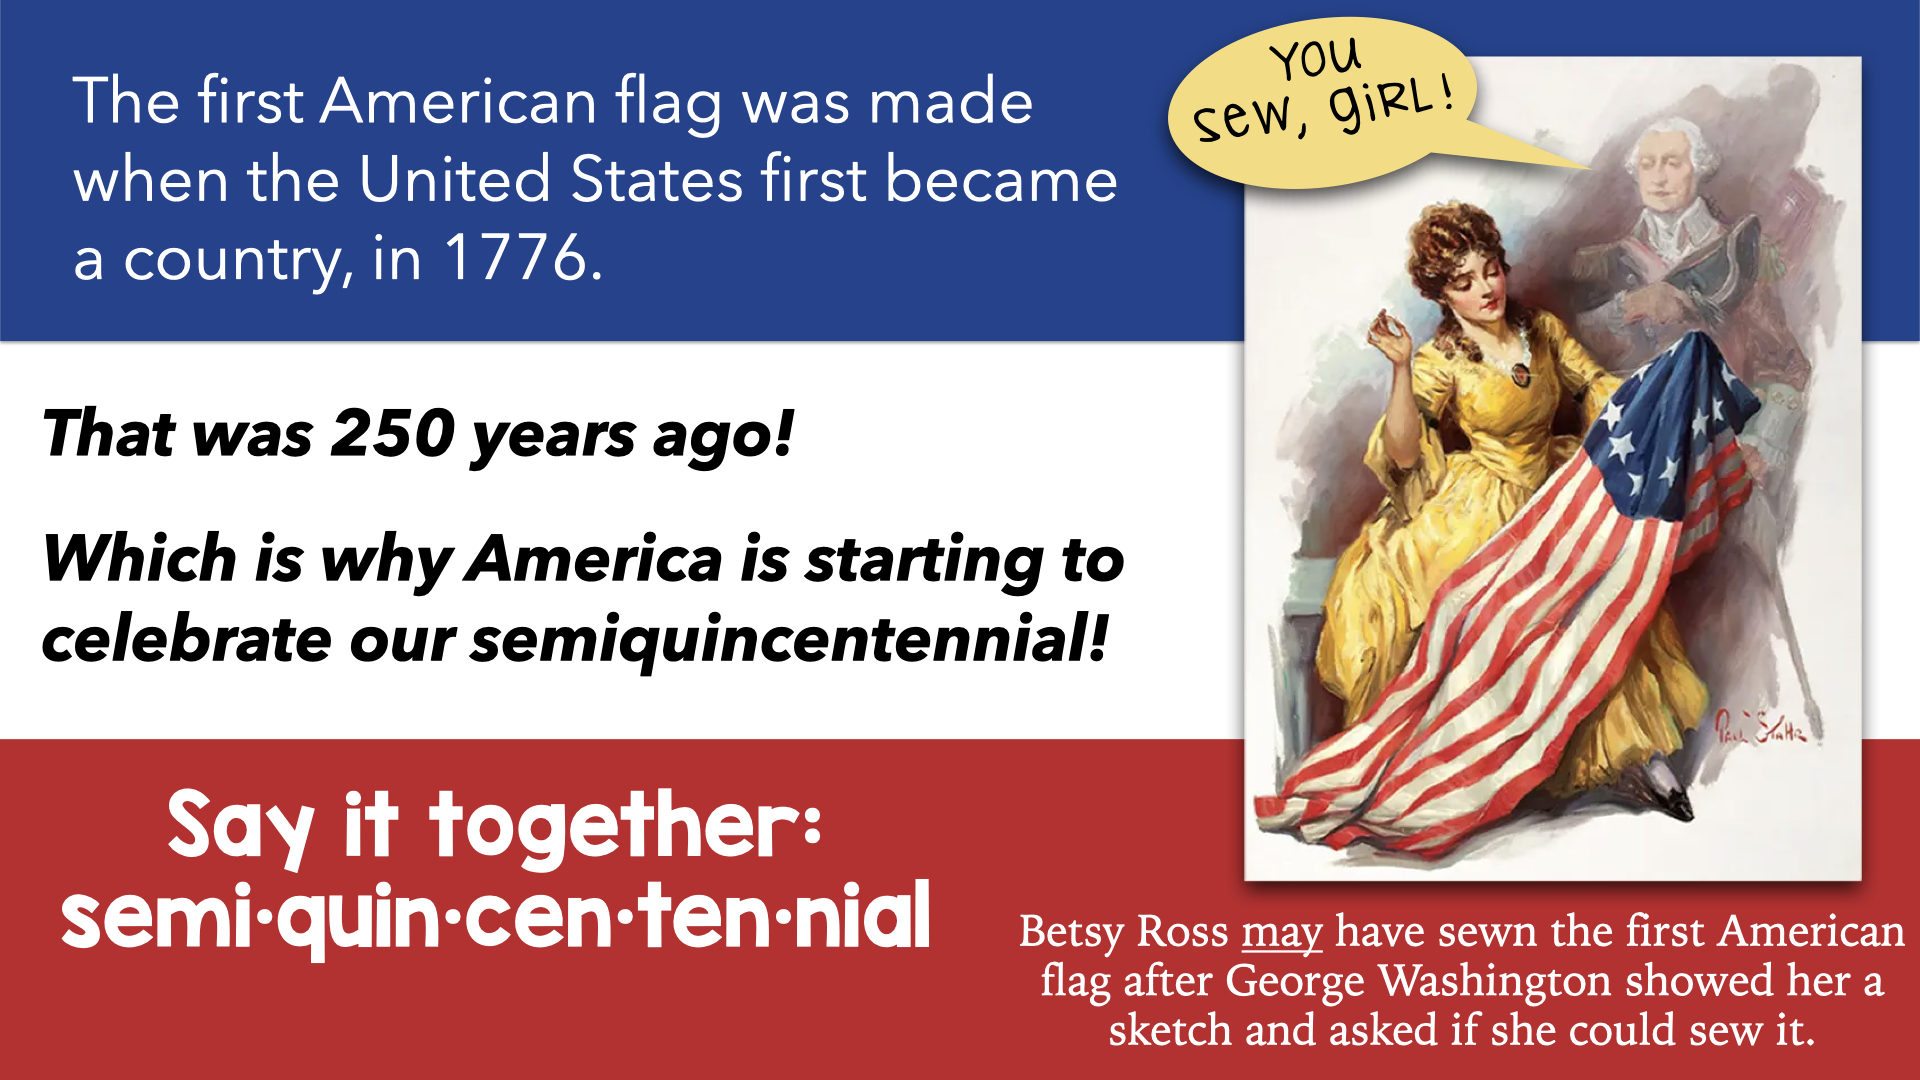 The first American flag was made
when the United States first became
a country, in 1776.
That was 250 years ago!
Which is why America is starting to
celebrate our semiquincentennial!
Say it together:
semi·quin·cen·ten·nial
YOU
sew, giRL!
Betsy Ross may have sewn the first American
flag after George Washington showed her a
sketch and asked if she could sew it.